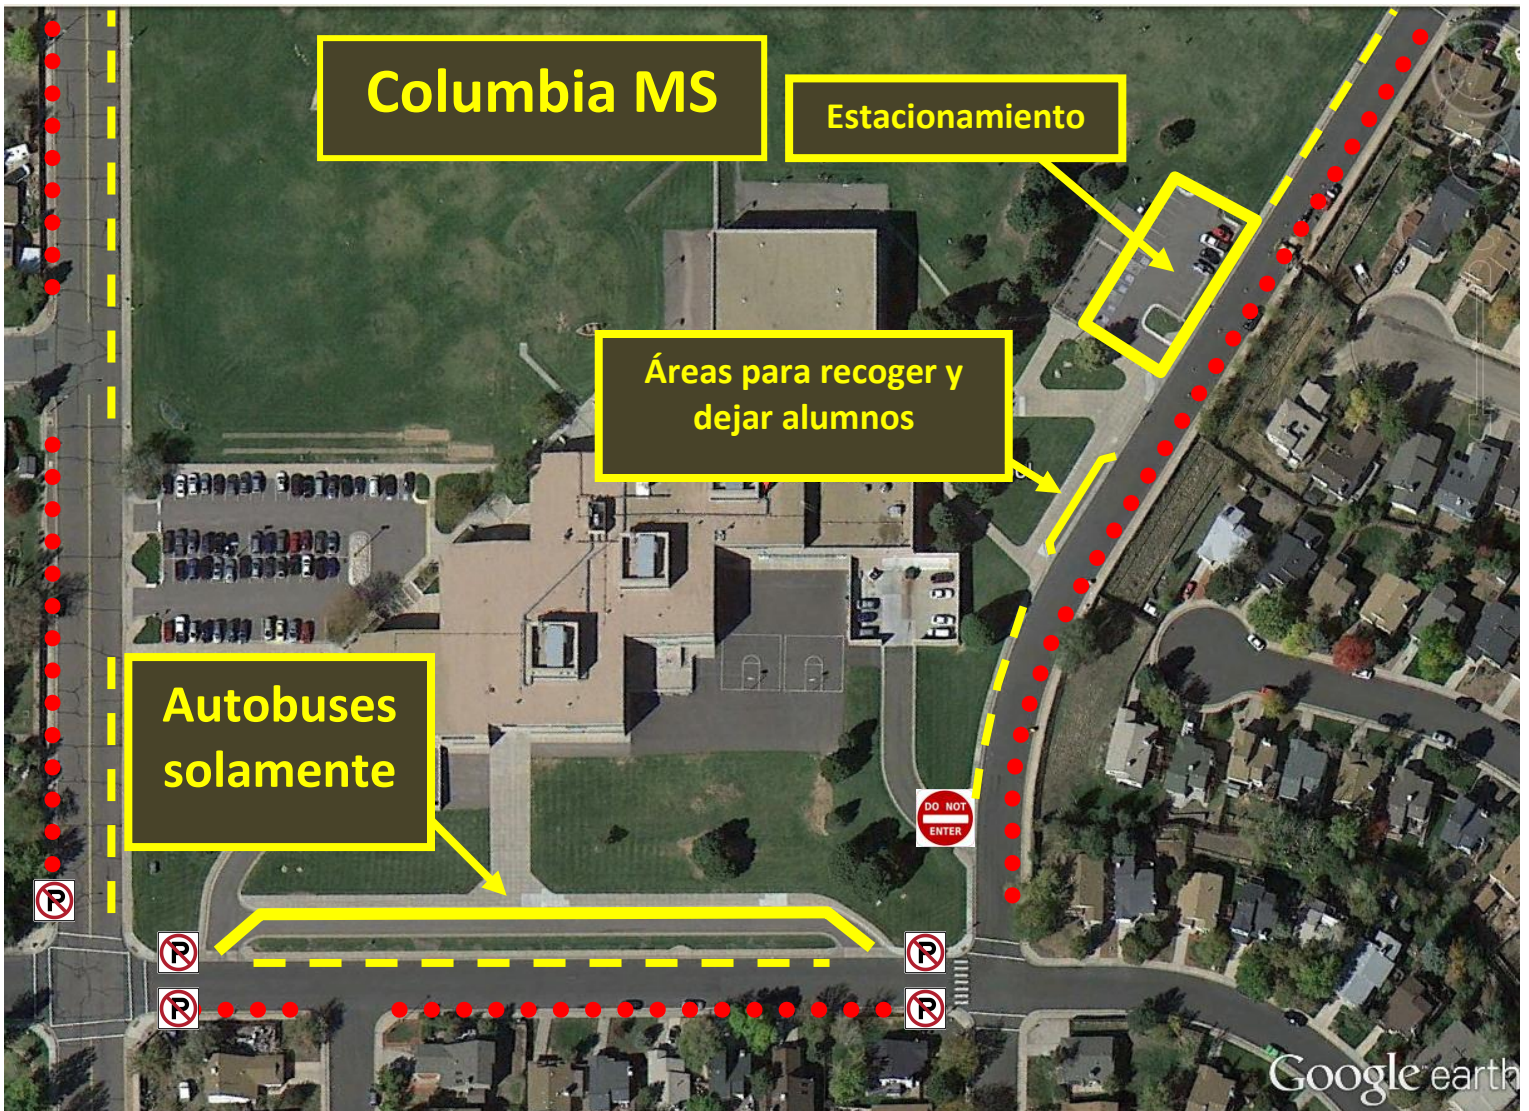 Columbia MS
Estacionamiento
Áreas para recoger y
dejar alumnos
Autobuses
solamente
DO NOT
ENTER
P
P
P
P
P
Google earth